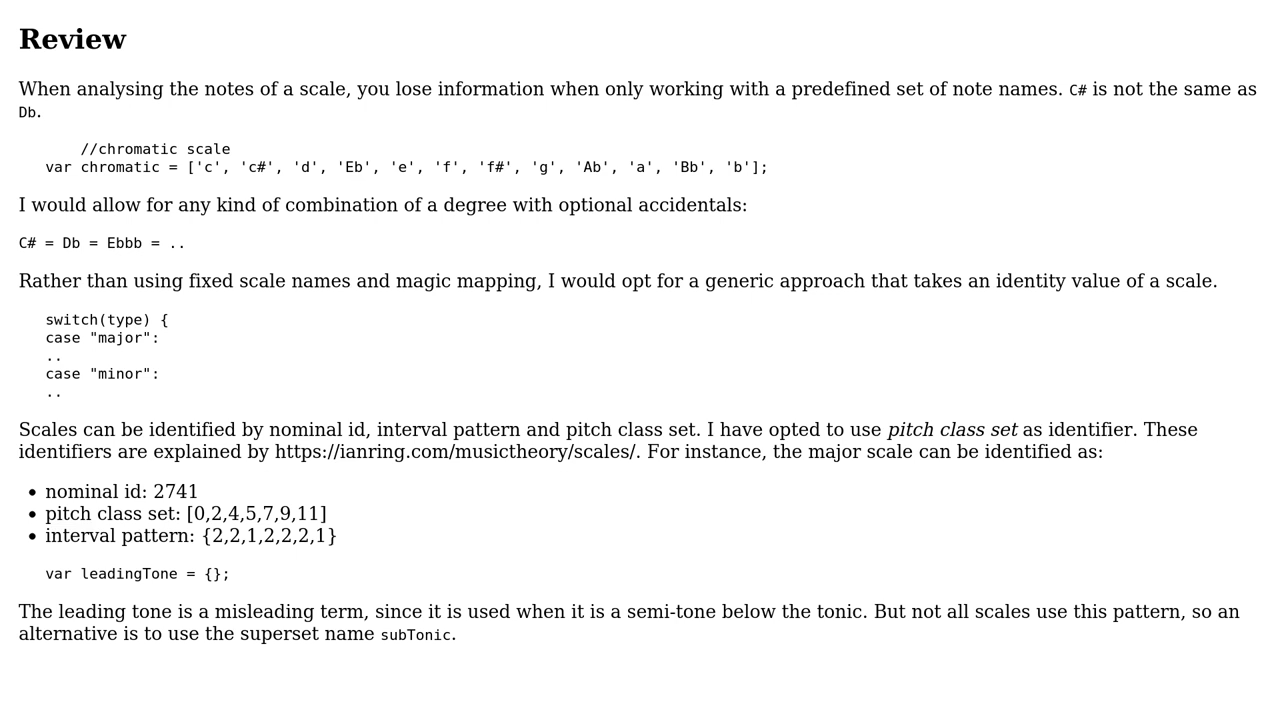 Review
When analysing the notes of a scale, you lose information when only working with a predefined set of note names. C# is not the same as
Db.
//chromatic scale
var chromatic = ['c', 'c#', 'd', 'Eb', 'e', 'f', 'f#', 'g', 'Ab', 'a', 'Bb', 'b'];
I would allow for any kind of combination of a degree with optional accidentals:
C# = Db = Ebbb = ..
Rather than using fixed scale names and magic mapping, I would opt for a generic approach that takes an identity value of a scale.
switch(type) {
case "major":
..
case "minor":
..
Scales can be identified by nominal id, interval pattern and pitch class set. I have opted to use pitch class set as identifier. These
identifiers are explained by https://ianring.com/musictheory/scales/. For instance, the major scale can be identified as:
• nominal id: 2741
• pitch class set: [0,2,4,5,7,9,11]
• interval pattern: {2,2,1,2,2,2,1}
var leadingTone = {};
The leading tone is a misleading term, since it is used when it is a semi-tone below the tonic. But not all scales use this pattern, so an
alternative is to use the superset name subTonic.